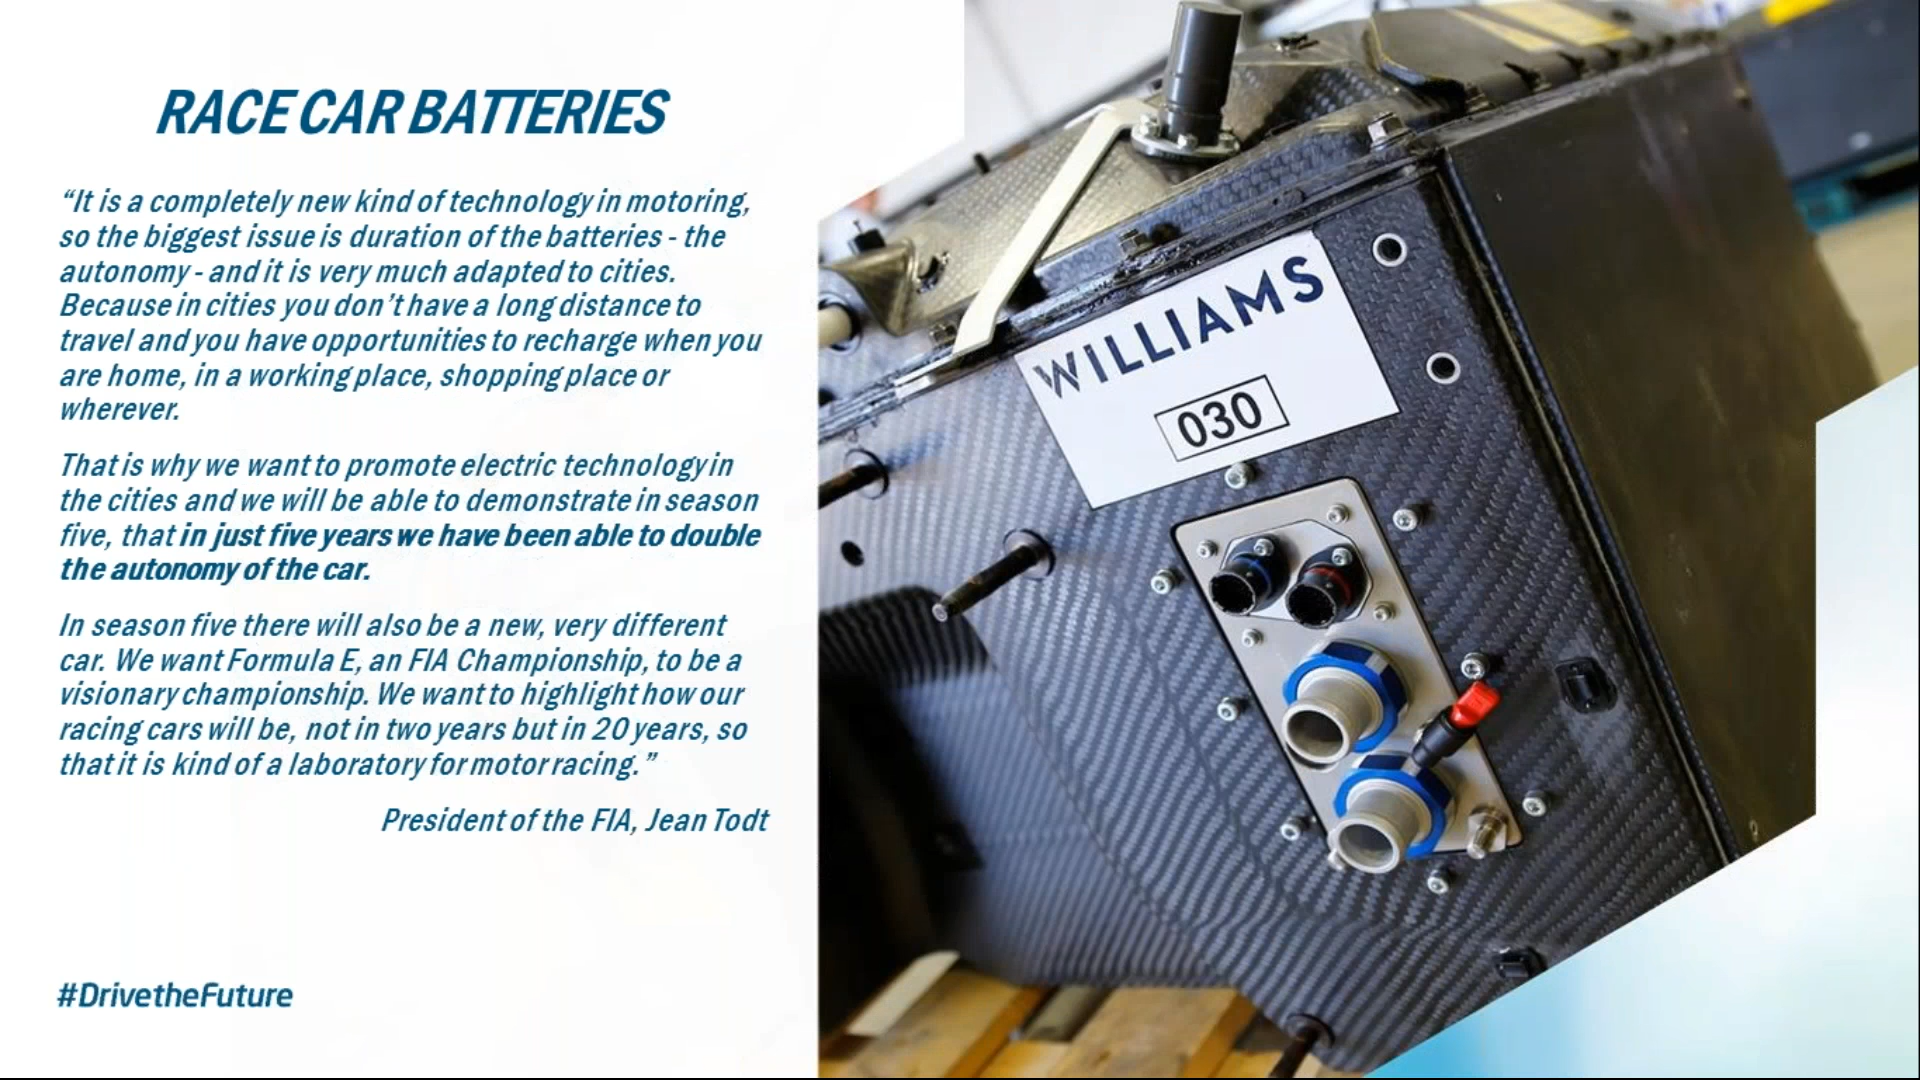 RACE CAR BATTERIES
“It is a completely new kind of technology in motoring,
so the biggest issue is duration of the batteries - the
autonomy - and it is very much adapted to cities.
Because in cities you don’t have a long distance to
travel and you have opportunities to recharge when you
are home, in a working place, shopping place or
wherever.
That is why we want to promote electric technology in
the cities and we will be able to demonstrate in season
five, that in just five years we have been able to double
the autonomy of the car.
In season five there will also be a new, very different
car. We want Formula E, an FIA Championship, to be a
visionary championship. We want to highlight how our
racing cars will be, not in two years but in 20 years, so
that it is kind of a laboratory for motor racing.”
President of the FIA, Jean Todt
#DrivetheFuture
WILLIAMS
030